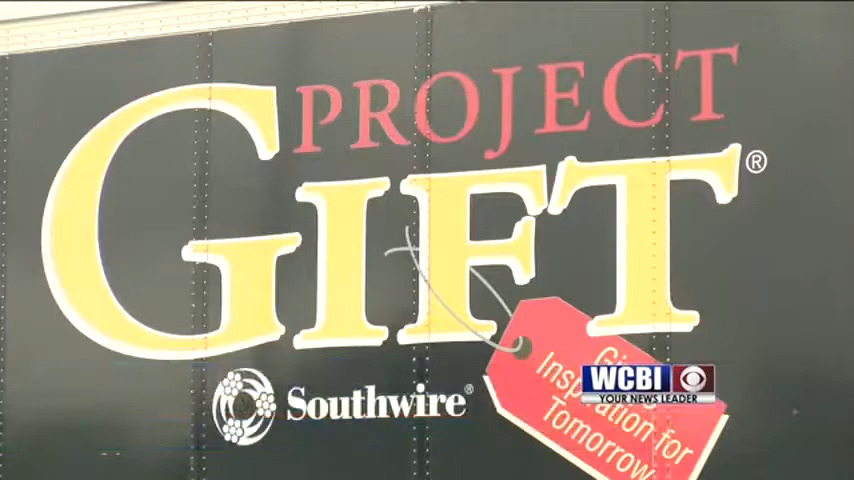 PROJECT
GIFT®
Southwire®
Inspiration for
Tomorrow
WCBI
YOUR NEWS LEADER